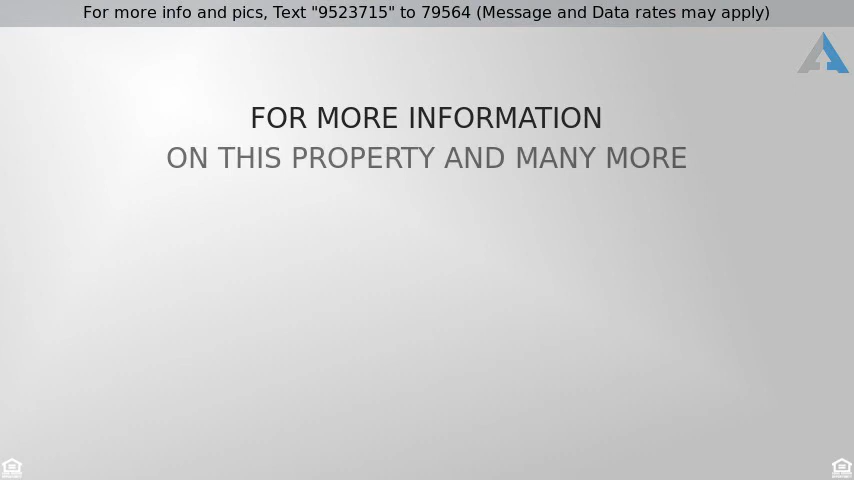 For more info and pics, Text "9523715" to 79564 (Message and Data rates may apply)
FOR MORE INFORMATION
ON THIS PROPERTY AND MANY MORE